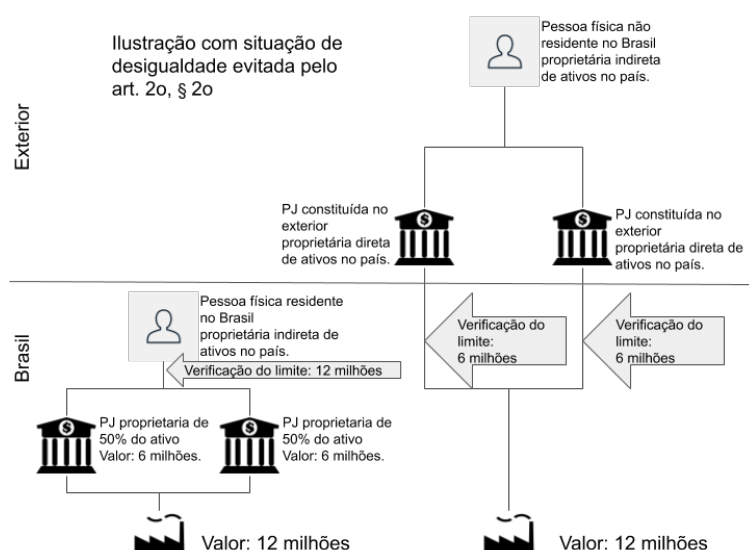 Ilustração com situação de
desigualdade evitada pelo
art. 2o, § 2o
Pessoa física não
residente no Brasil
proprietária indireta
de ativos no país.
Exterior
PJ constituída no
exterior
proprietária direta
de ativos no país.
PJ constituída no
exterior
proprietária direta de
ativos no país.
Brasil
Pessoa física residente
no Brasil
proprietária indireta de
ativos no país.
Verificação do limite: 12 milhões
Verificação do
limite:
6 milhões
Verificação do
limite:
6 milhões
PJ proprietaria de
50% do ativo
Valor: 6 milhões.
PJ proprietaria de
50% do ativo
Valor: 6 milhões.
Valor: 12 milhões
Valor: 12 milhões